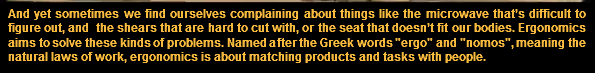 And yet sometimes we find ourselves complaining about things like the microwave that's difficult to
figure out, and the shears that are hard to cut with, or the seat that doesn't fit our bodies. Ergonomics
aims to solve these kinds of problems. Named after the Greek words "ergo" and "nomos", meaning the
natural laws of work, ergonomics is about matching products and tasks with people.